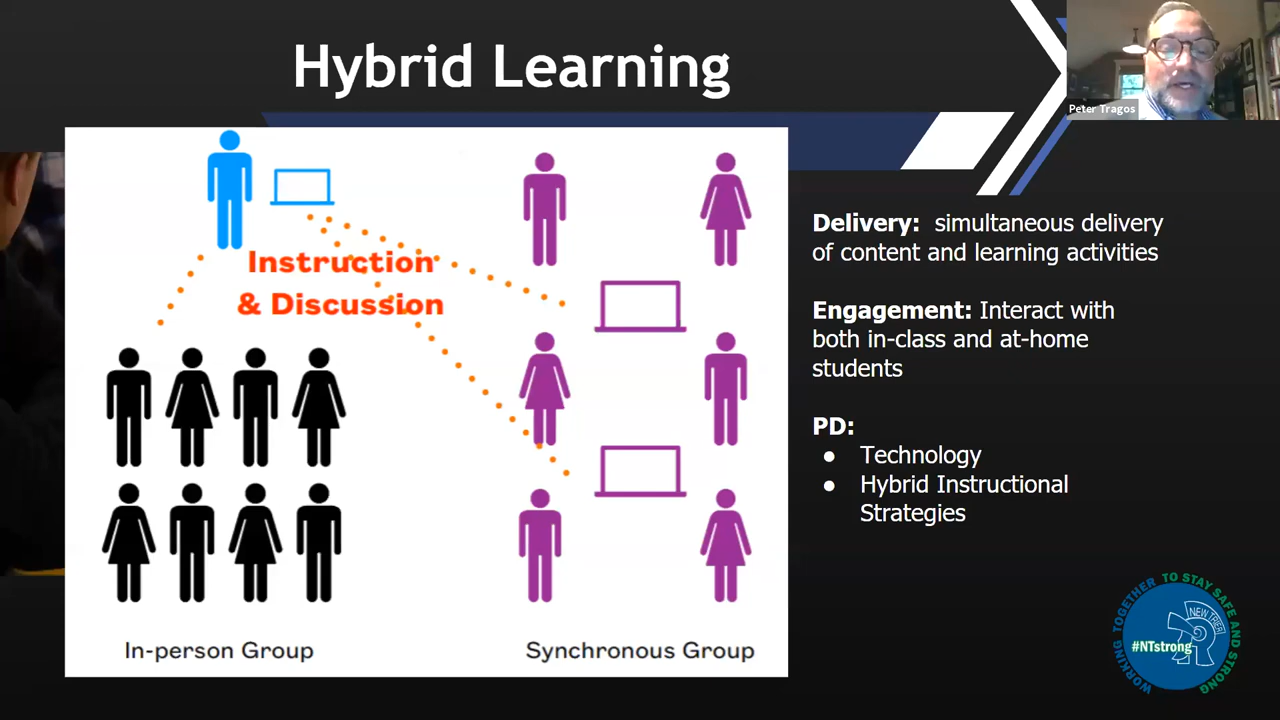 Hybrid Learning
Peter Tragos
Instruction
& Discussion
In-person Group
Synchronous Group
Delivery: simultaneous delivery
of content and learning activities
Engagement: Interact with
both in-class and at-home
students
PD:
● Technology
● Hybrid Instructional
Strategies
WORKING TOGETHER TO STAY SAFE AND STRONG
NEW TRIER
#NTstrong